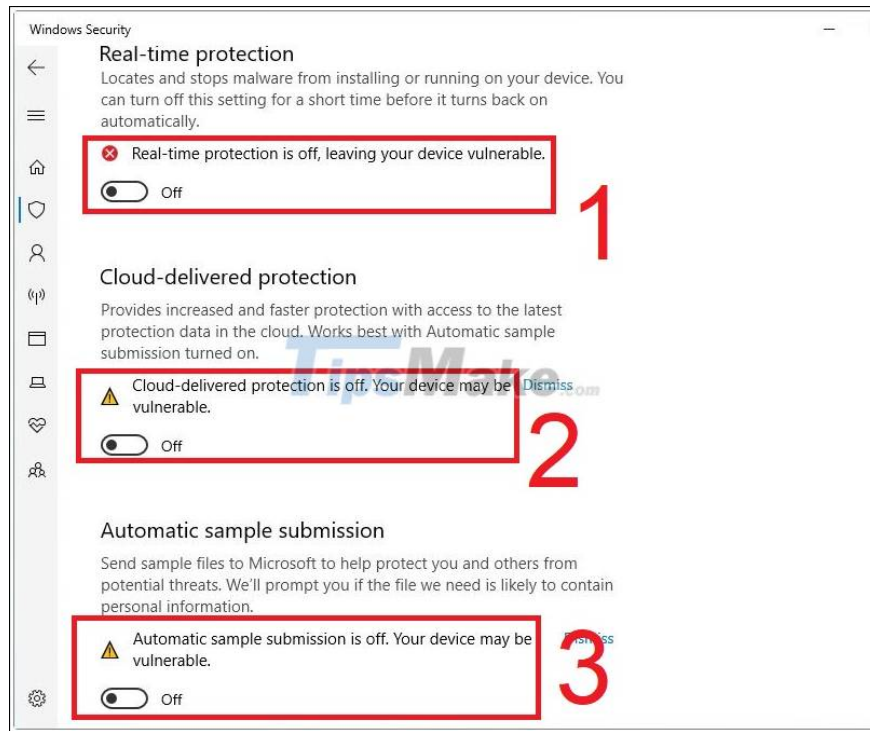 Windows Security
Real-time protection
Locates and stops malware from installing or running on your device. You
can turn off this setting for a short time before it turns back on
automatically.
Real-time protection is off, leaving your device vulnerable.
Off
1
Cloud-delivered protection
Provides increased and faster protection with access to the latest
protection data in the cloud. Works best with Automatic sample
submission turned on.
TipsMake.com
Cloud-delivered protection is off. Your device may be Dismiss
vulnerable.
Off
2
Automatic sample submission
Send sample files to Microsoft to help protect you and others from
potential threats. We'll prompt you if the file we need is likely to contain
personal information.
Automatic sample submission is off. Your device may be Dismiss
vulnerable.
Off
3